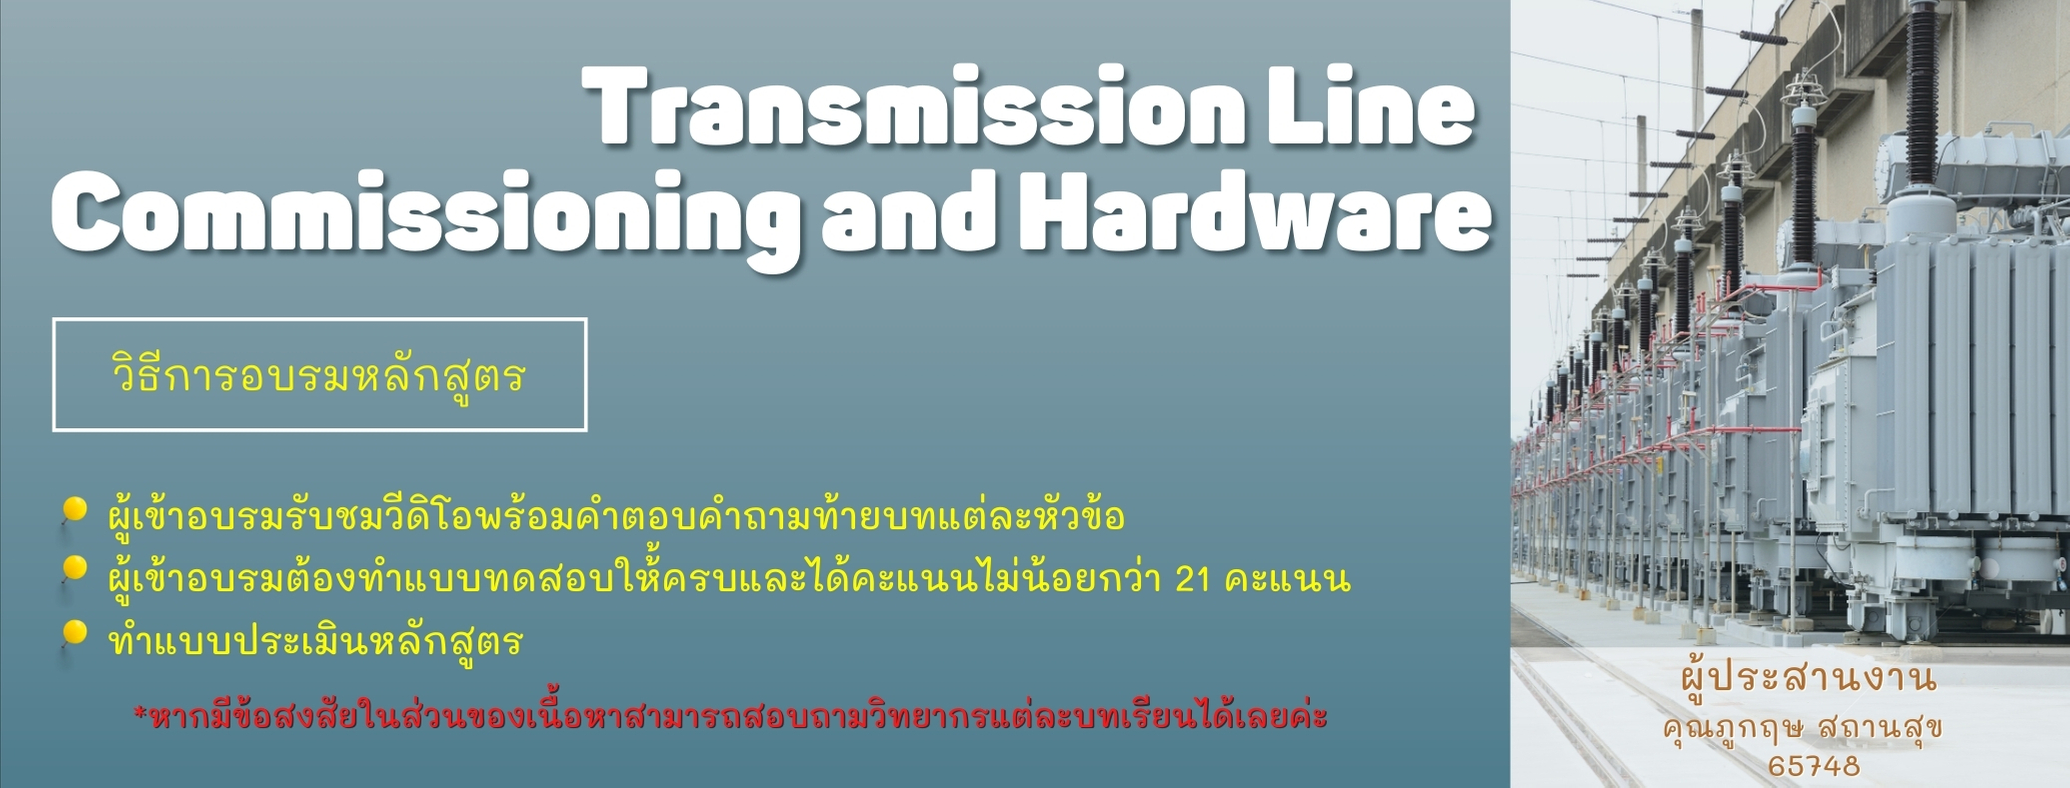 Transmission Line
Commissioning and Hardware
วิธีการอบรมหลักสูตร
ผู้เข้าอบรมรับชมวีดิโอพร้อมคำตอบคำถามท้ายบทแต่ละหัวข้อ
ผู้เข้าอบรมต้องทำแบบทดสอบให้้ครบและได้คะแนนไม่น้อยกว่า 21 คะแนน
ทำแบบประเมินหลักสูตร
*หากมีข้อสงสัยในส่วนของเนื้อหาสามารถสอบถามวิทยากรแต่ละบทเรียนได้เลยค่ะ
ผู้ประสานงาน
คุณภูกฤษ สถานสุข
65748